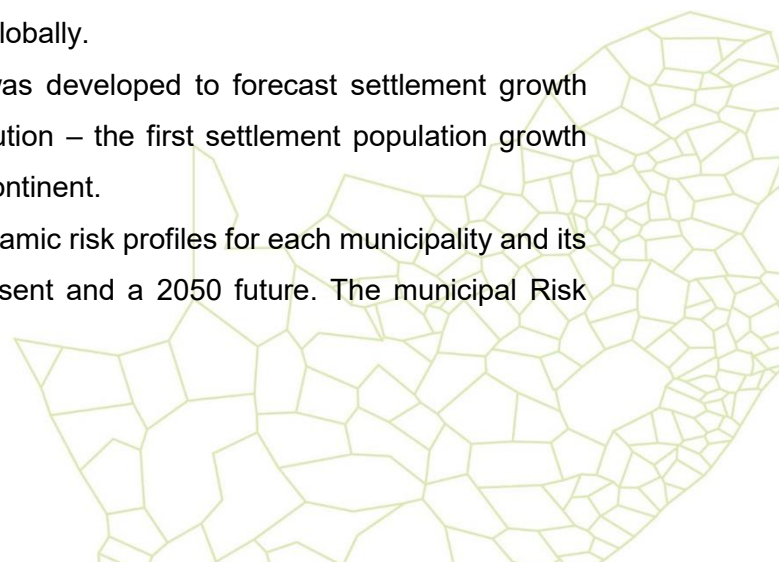 lobally.
as developed to forecast settlement growth
ution – the first settlement population growth
ontinent.
amic risk profiles for each municipality and its
sent and a 2050 future. The municipal Risk